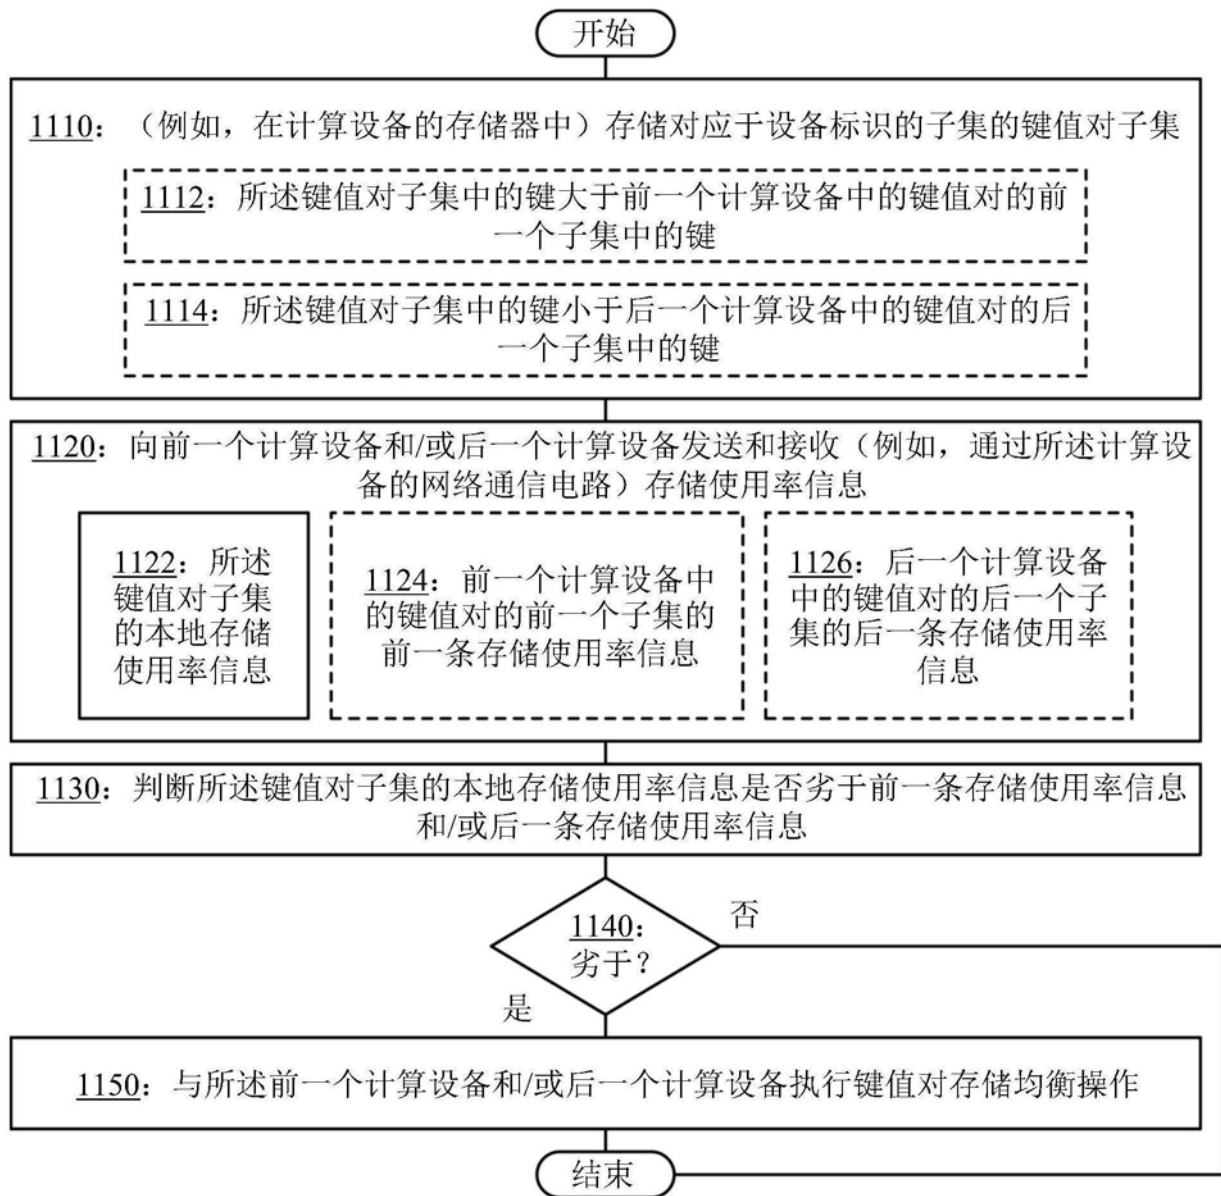 开始
1110：（例如，在计算设备的存储器中）存储对应于设备标识的子集的键值对子集
1112：所述键值对子集中的键大于前一个计算设备中的键值对的前
一个子集中的键
1114：所述键值对子集中的键小于后一个计算设备中的键值对的后
一个子集中的键
1120：向前一个计算设备和/或后一个计算设备发送和接收（例如，通过所述计算设
备的网络通信电路）存储使用率信息
1122：所述
键值对子集
的本地存储
使用率信息
1124：前一个计算设备中
的键值对的前一个子集的
前一条存储使用率信息
1126：后一个计算设备
中的键值对的后一个子
集的后一条存储使用率
信息
1130：判断所述键值对子集的本地存储使用率信息是否劣于前一条存储使用率信息
和/或后一条存储使用率信息
1140：
劣于？
否
是
1150：与所述前一个计算设备和/或后一个计算设备执行键值对存储均衡操作
结束